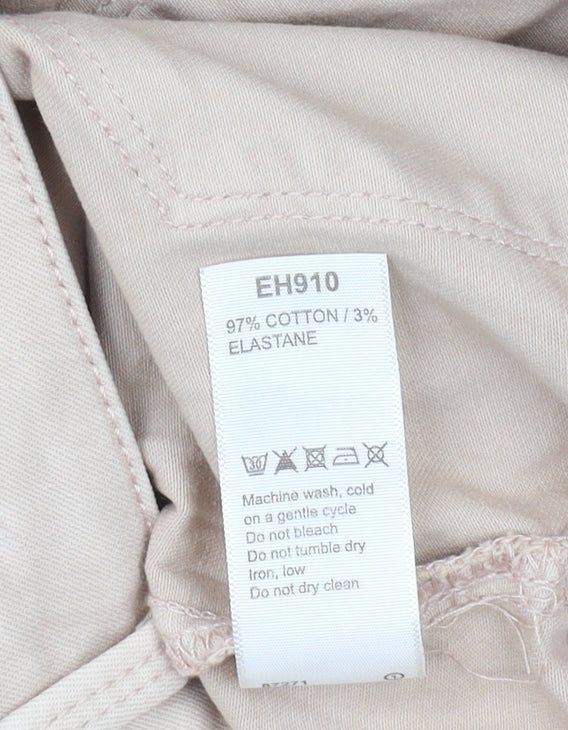 EH910
97% COTTON / 3%
ELASTANE
30
Machine wash, cold
on a gentle cycle
Do not bleach
Do not tumble dry
Iron, low
Do not dry clean